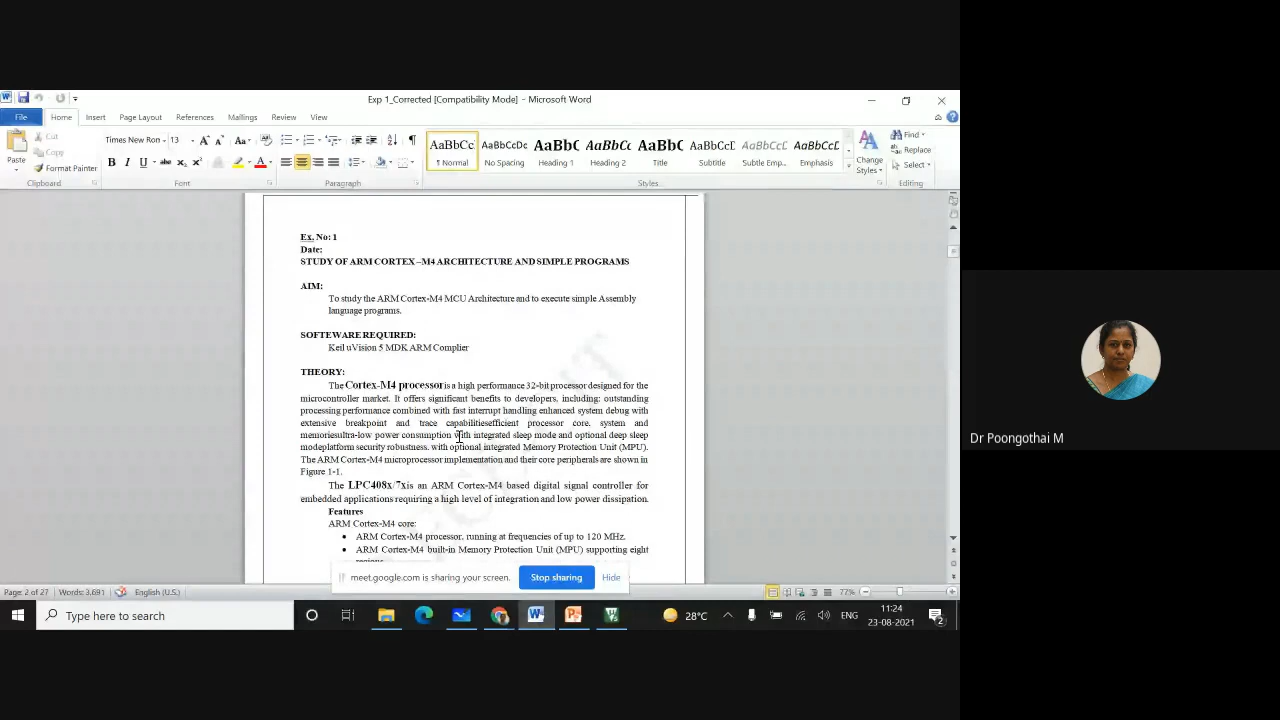 Exp 1_Corrected [Compatibility Mode] - Microsoft Word
File Home Insert Page Layout References Mailings Review View
Cut
Copy
Format Painter
Paste
Clipboard
Times New Ron 13
Font
Paragraph
AaBbCc AaBbCcDc AaBbC AaBbCc AaBbC AaBbCcD AaBbCcL AaBbCcL
¶ Normal No Spacing Heading 1 Heading 2 Title Subtitle Subtle Emp... Emphasis
Styles
Change Styles
Find
Replace
Select
Editing
Ex. No: 1
Date:
STUDY OF ARM CORTEX –M4 ARCHITECTURE AND SIMPLE PROGRAMS
AIM:
To study the ARM Cortex-M4 MCU Architecture and to execute simple Assembly
language programs.
SOFTEWARE REQUIRED:
Keil uVision 5 MDK ARM Complier
THEORY:
The Cortex-M4 processor is a high performance 32-bit processor designed for the
microcontroller market. It offers significant benefits to developers, including: outstanding
processing performance combined with fast interrupt handling enhanced system debug with
extensive breakpoint and trace capabilitiesefficient processor core, system and
memoriesultra-low power consumption with integrated sleep mode and optional deep sleep
modeplatform security robustness, with optional integrated Memory Protection Unit (MPU).
The ARM Cortex-M4 microprocessor implementation and their core peripherals are shown in
Figure 1-1.
The LPC408x/7xis an ARM Cortex-M4 based digital signal controller for
embedded applications requiring a high level of integration and low power dissipation.
Features
ARM Cortex-M4 core:
• ARM Cortex-M4 processor, running at frequencies of up to 120 MHz.
• ARM Cortex-M4 built-in Memory Protection Unit (MPU) supporting eight
regions.
meet.google.com is sharing your screen. Stop sharing Hide
Page: 2 of 27 Words: 3,691 English (U.S.) 77%
Type here to search
28°C ENG 11:24
23-08-2021
2
Dr Poongothai M